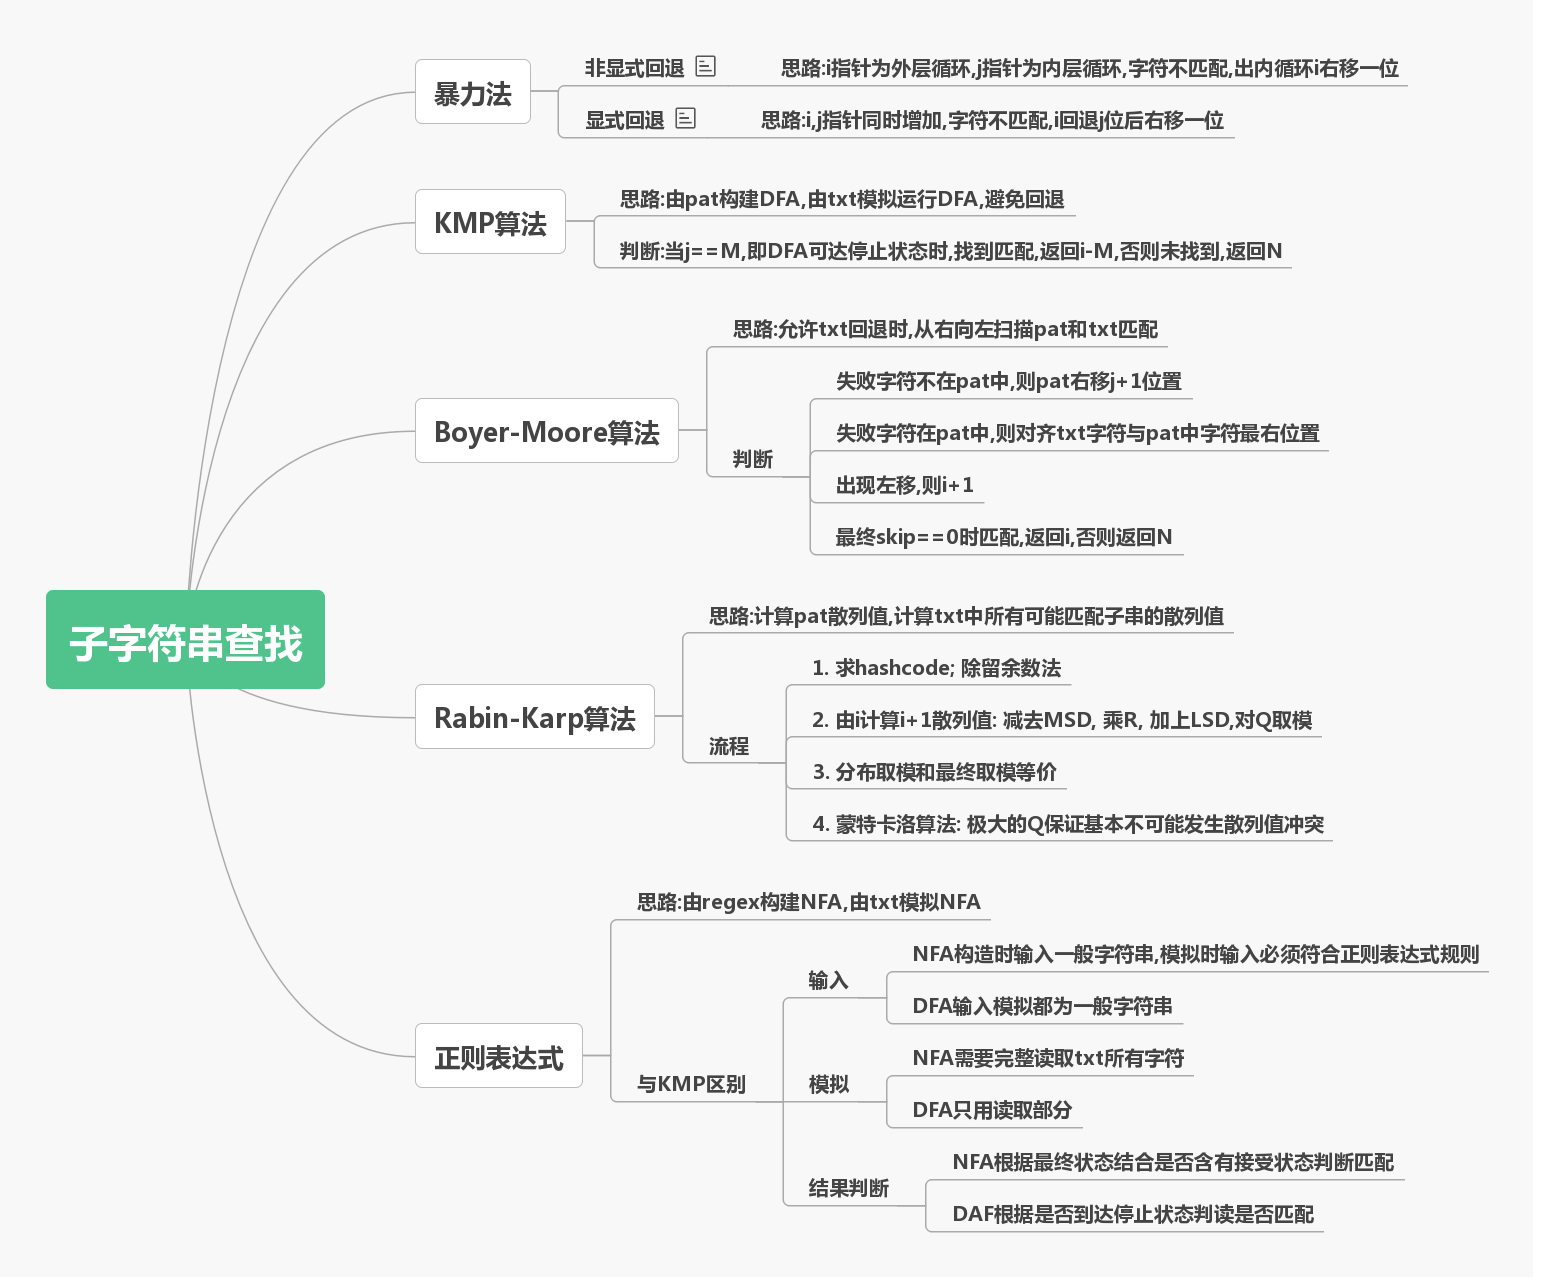 子字符串查找
暴力法
非显式回退
思路:i指针为外层循环,j指针为内层循环,字符不匹配,出内循环i右移一位
显式回退
思路:i,j指针同时增加,字符不匹配,i回退j位后右移一位
KMP算法
思路:由pat构建DFA,由txt模拟运行DFA,避免回退
判断:当j==M,即DFA可达停止状态时,找到匹配,返回i-M,否则未找到,返回N
Boyer-Moore算法
思路:允许txt回退时,从右向左扫描pat和txt匹配
判断
失败字符不在pat中,则pat右移j+1位置
失败字符在pat中,则对齐txt字符与pat中字符最右位置
出现左移,则i+1
最终skip==0时匹配,返回i,否则返回N
Rabin-Karp算法
思路:计算pat散列值,计算txt中所有可能匹配子串的散列值
流程
1. 求hashcode; 除留余数法
2. 由i计算i+1散列值: 减去MSD, 乘R, 加上LSD,对Q取模
3. 分布取模和最终取模等价
4. 蒙特卡洛算法: 极大的Q保证基本不可能发生散列值冲突
正则表达式
思路:由regex构建NFA,由txt模拟NFA
与KMP区别
输入
NFA构造时输入一般字符串,模拟时输入必须符合正则表达式规则
DFA输入模拟都为一般字符串
模拟
NFA需要完整读取txt所有字符
DFA只用读取部分
结果判断
NFA根据最终状态结合是否含有接受状态判断匹配
DAF根据是否到达停止状态判读是否匹配